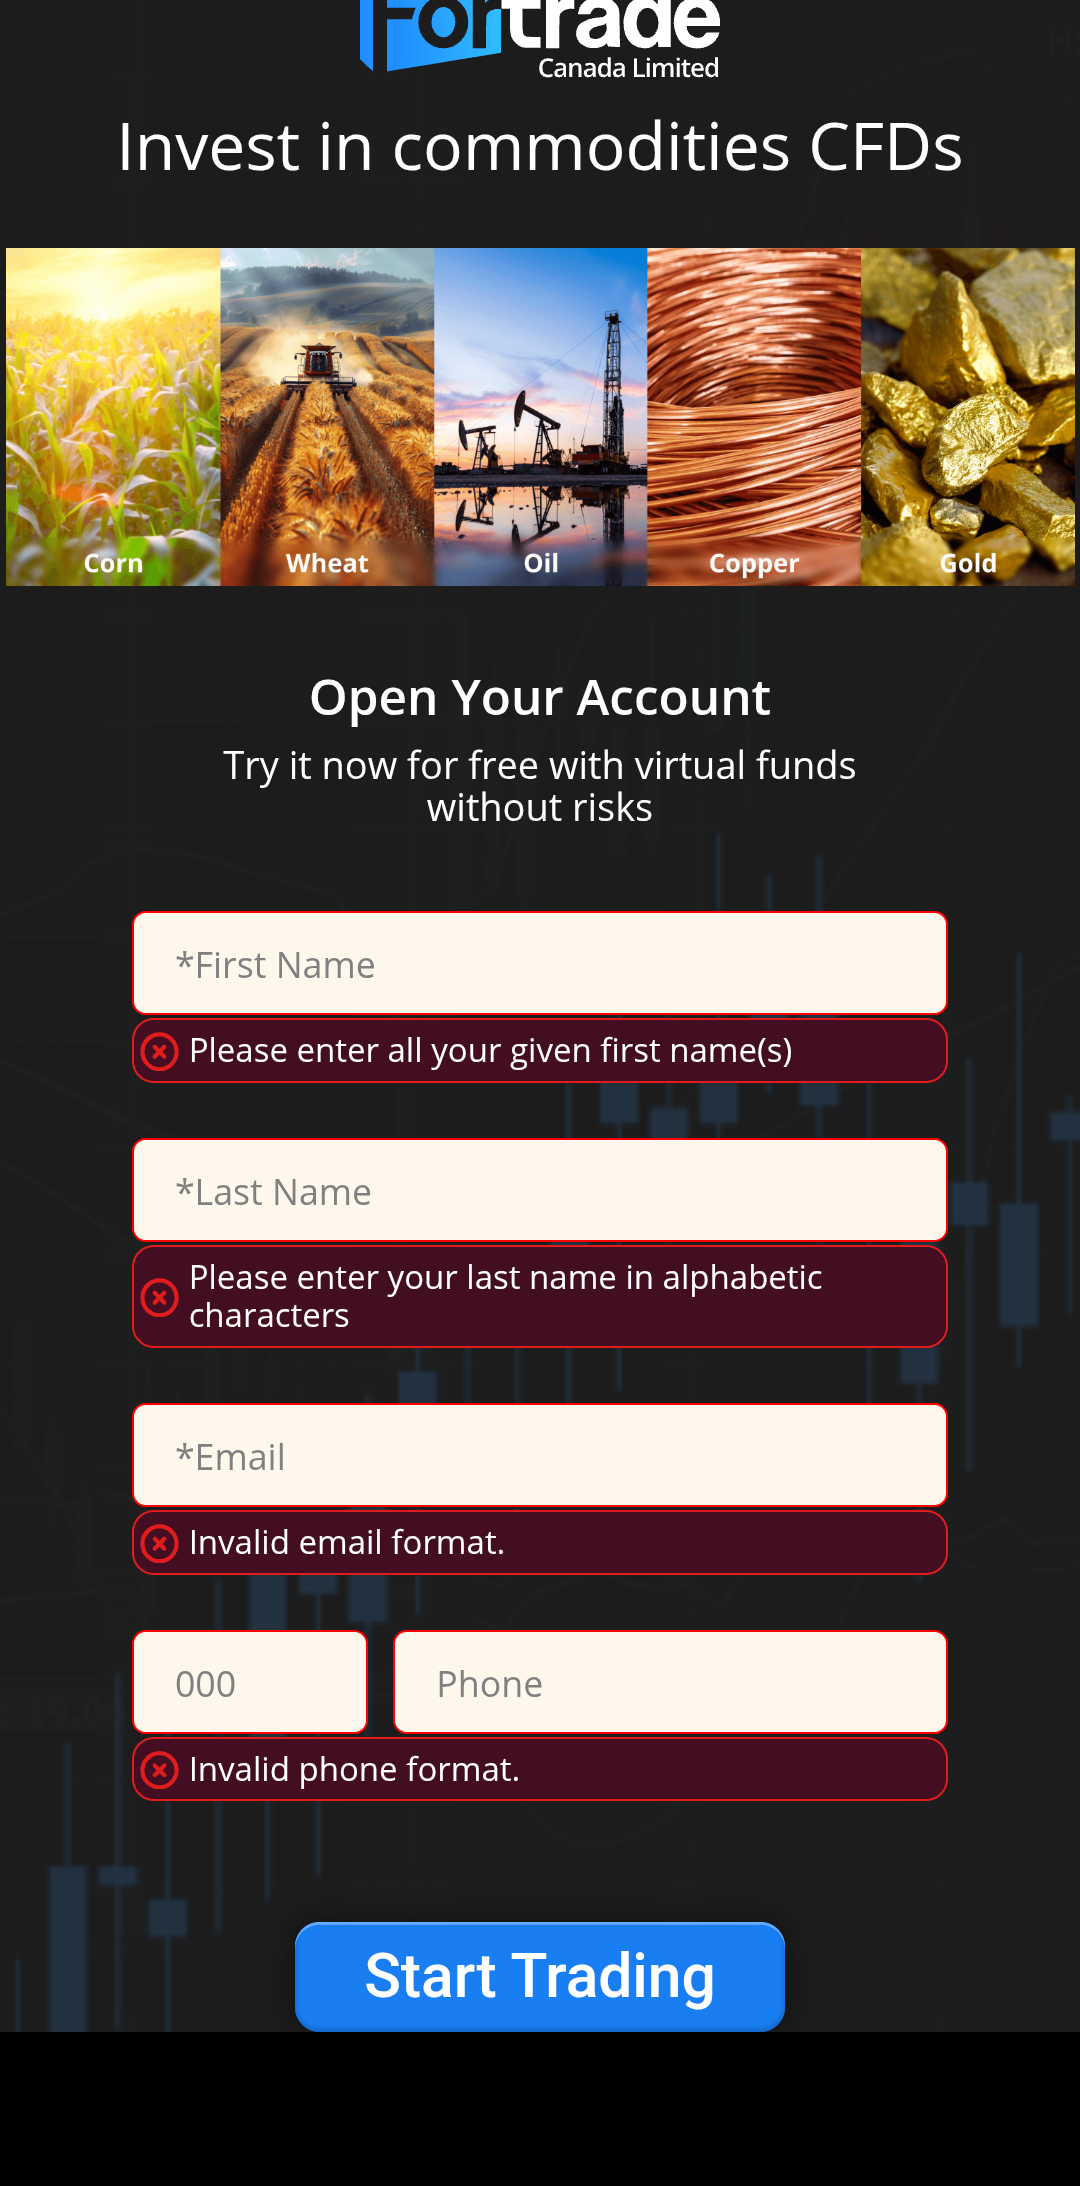 Fortrade
Canada Limited
Invest in commodities CFDs
Corn Wheat Oil Copper Gold
Open Your Account
Try it now for free with virtual funds
without risks
*First Name
Please enter all your given first name(s)
*Last Name
Please enter your last name in alphabetic
characters
*Email
Invalid email format.
000 Phone
Invalid phone format.
Start Trading